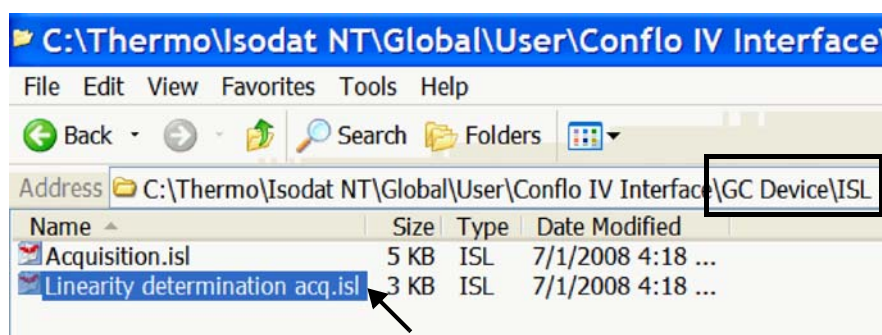 C:\Thermo\Isodat NT\Global\User\Conflo IV Interface\
File Edit View Favorites Tools Help
Back Search Folders
Address C:\Thermo\Isodat NT\Global\User\Conflo IV Interface\GC Device\ISL
Name Size Type Date Modified
Acquisition.isl 5 KB ISL 7/1/2008 4:18 ...
Linearity determination acq.isl 3 KB ISL 7/1/2008 4:18 ...